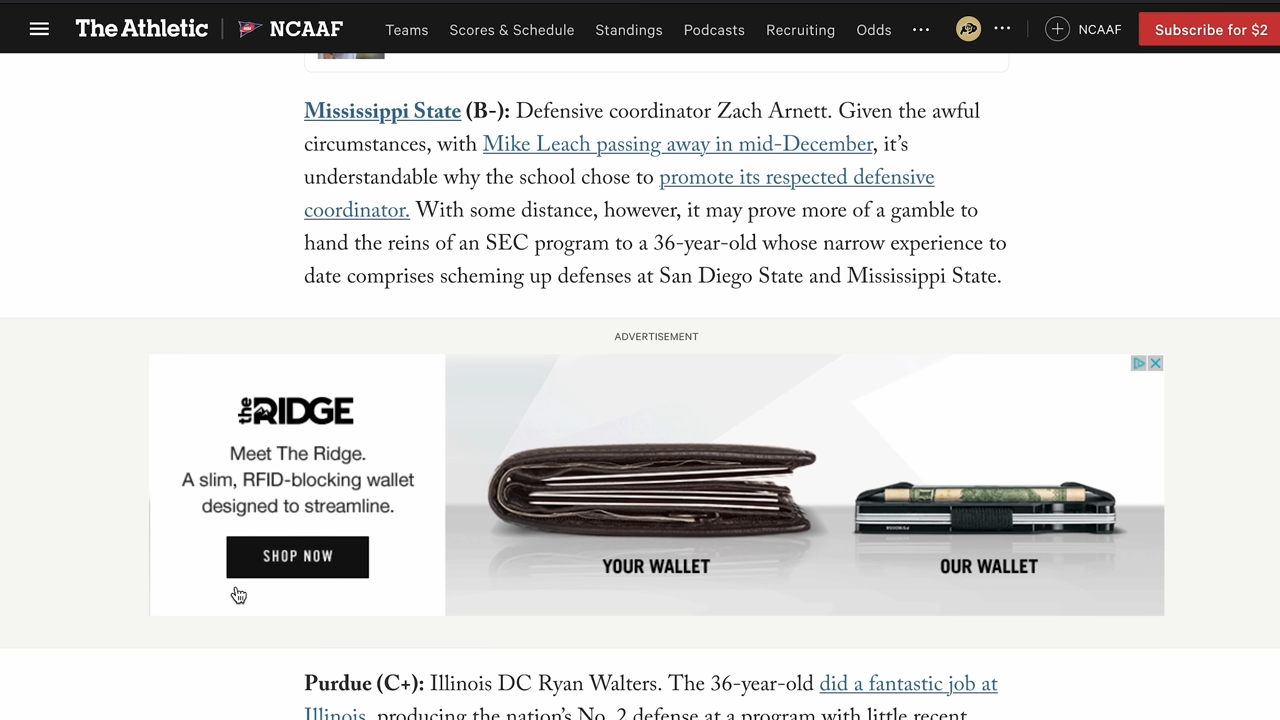 The Athletic NCAAF Teams Scores & Schedule Standings Podcasts Recruiting Odds ... ... NCAAF Subscribe for $2
Mississippi State (B-): Defensive coordinator Zach Arnett. Given the awful
circumstances, with Mike Leach passing away in mid-December, it’s
understandable why the school chose to promote its respected defensive
coordinator. With some distance, however, it may prove more of a gamble to
hand the reins of an SEC program to a 36-year-old whose narrow experience to
date comprises scheming up defenses at San Diego State and Mississippi State.
ADVERTISEMENT
the RIDGE
Meet The Ridge.
A slim, RFID-blocking wallet
designed to streamline.
SHOP NOW
YOUR WALLET
OUR WALLET
Purdue (C+): Illinois DC Ryan Walters. The 36-year-old did a fantastic job at
Illinois, producing the nation’s No. 2 defense at a program with little recent